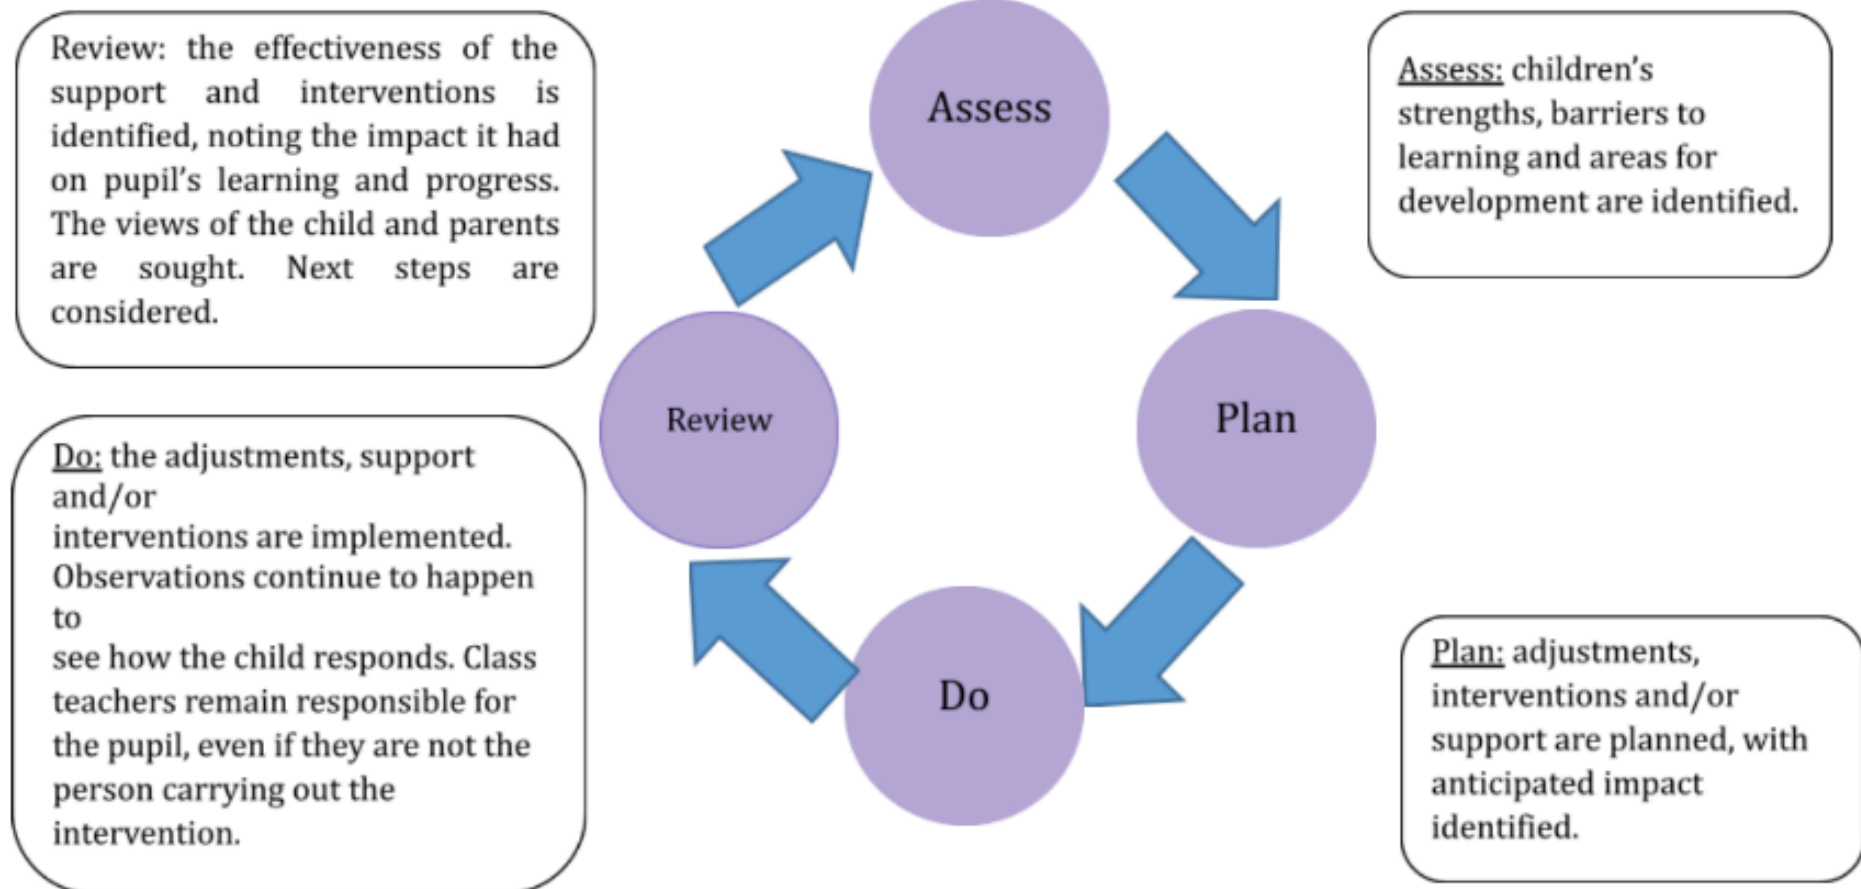 Review: the effectiveness of the
support and interventions is
identified, noting the impact it had
on pupil’s learning and progress.
The views of the child and parents
are sought. Next steps are
considered.
Assess
Assess: children’s
strengths, barriers to
learning and areas for
development are identified.
Review
Plan
Do: the adjustments, support
and/or
interventions are implemented.
Observations continue to happen
to
see how the child responds. Class
teachers remain responsible for
the pupil, even if they are not the
person carrying out the
intervention.
Do
Plan: adjustments,
interventions and/or
support are planned, with
anticipated impact
identified.